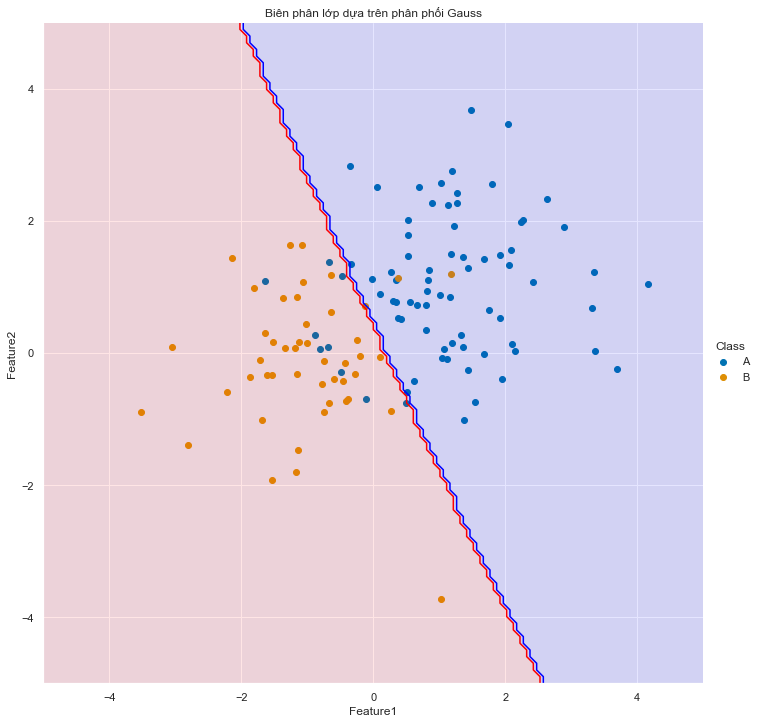 Biên phân lớp dựa trên phân phối Gauss
4
2
0
−2
−4
Feature2
−4
−2
0
2
4
Feature1
Class
A
B